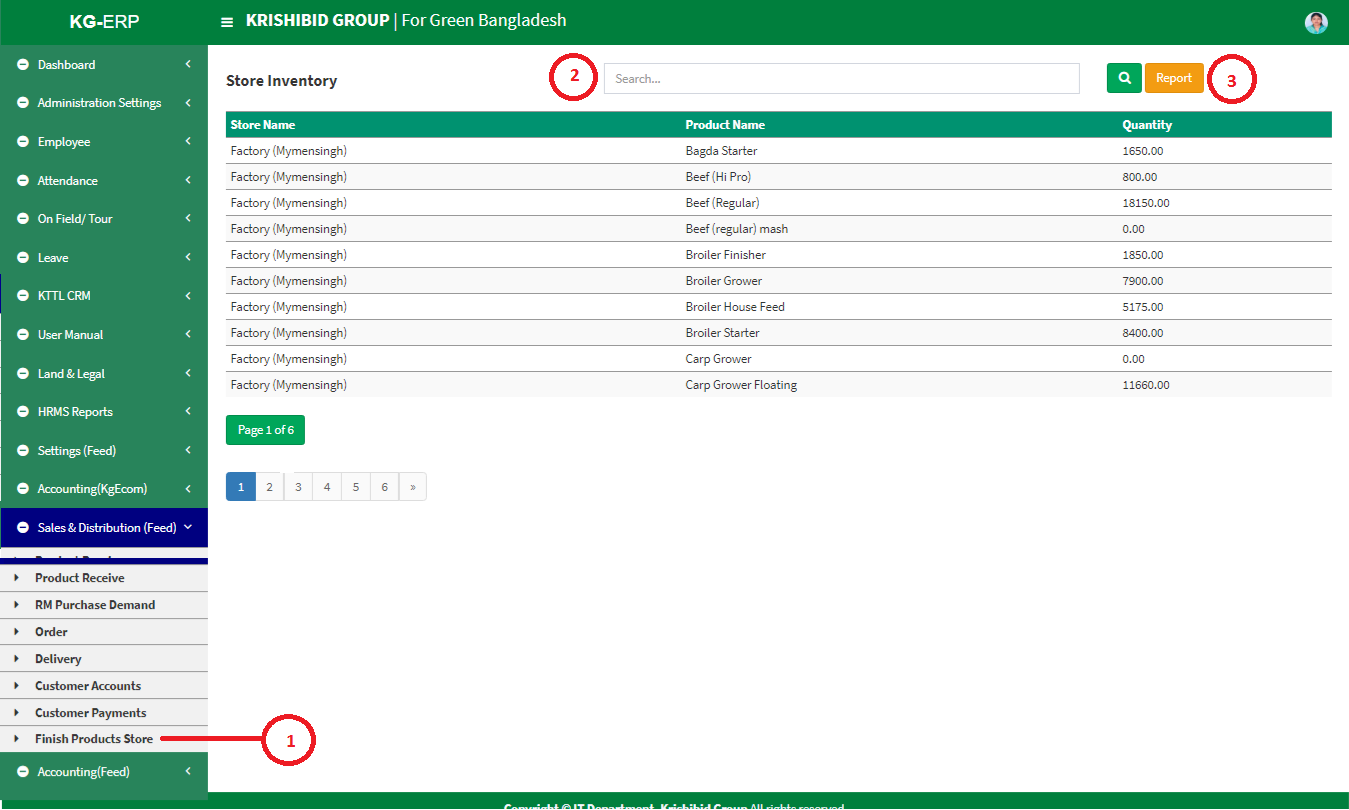 KG-ERP
KRISHIBID GROUP | For Green Bangladesh
Dashboard
Administration Settings
Employee
Attendance
On Field/ Tour
Leave
KTTL CRM
User Manual
Land & Legal
HRMS Reports
Settings (Feed)
Accounting(KgEcom)
Sales & Distribution (Feed)
Product Receive
RM Purchase Demand
Order
Delivery
Customer Accounts
Customer Payments
Finish Products Store
1
Accounting(Feed)
Store Inventory
2
Search...
Report
3
Store Name Product Name Quantity
Factory (Mymensingh) Bagda Starter 1650.00
Factory (Mymensingh) Beef (Hi Pro) 800.00
Factory (Mymensingh) Beef (Regular) 18150.00
Factory (Mymensingh) Beef (regular) mash 0.00
Factory (Mymensingh) Broiler Finisher 1850.00
Factory (Mymensingh) Broiler Grower 7900.00
Factory (Mymensingh) Broiler House Feed 5175.00
Factory (Mymensingh) Broiler Starter 8400.00
Factory (Mymensingh) Carp Grower 0.00
Factory (Mymensingh) Carp Grower Floating 11660.00
Page 1 of 6
1 2 3 4 5 6 »
Copyright © IT Department, Krishibid Group All rights reserved